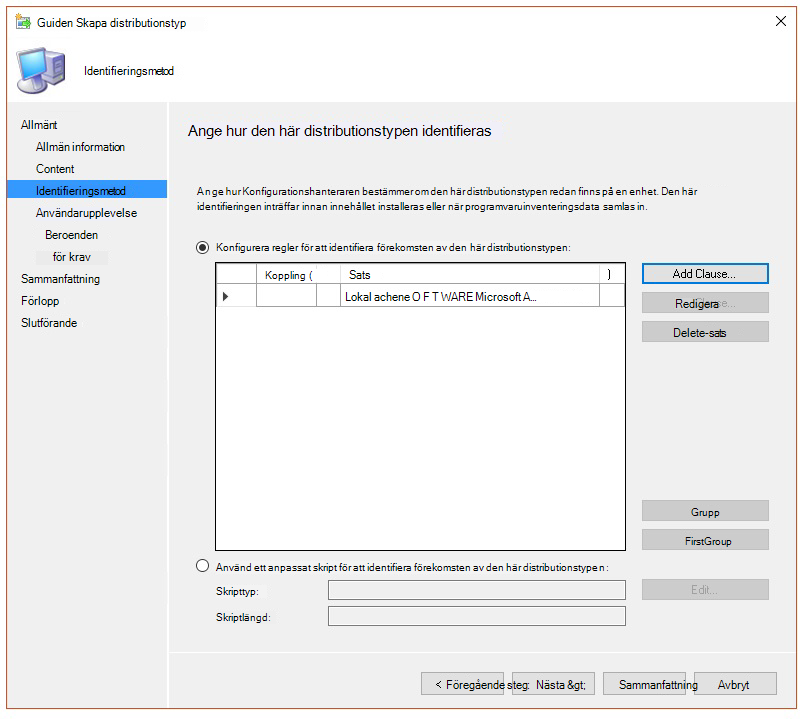 Guiden Skapa distributionstyp
Identifieringsmetod
Allmänt
Allmän information
Content
Identifieringsmetod
Användarupplevelse
Beroenden
för krav
Sammanfattning
Förlopp
Slutförande
Ange hur den här distributionstypen identifieras
Ange hur Konfigurationshanteraren bestämmer om den här distributionstypen redan finns på en enhet. Den här
identifieringen inträffar innan innehållet installeras eller när programvaruinventeringsdata samlas in.
Konfigurera regler för att identifiera förekomsten av den här distributionstypen:
Koppling ( Sats )
Lokal achene O F T WARE Microsoft A...
Add Clause...
Redigera
Delete-sats
Grupp
FirstGroup
Använd ett anpassat skript för att identifiera förekomsten av den här distributionstypen:
Skripttyp:
Edit...
Skriptlängd:
< Föregående steg; Nästa &gt; Sammanfattning Avbryt